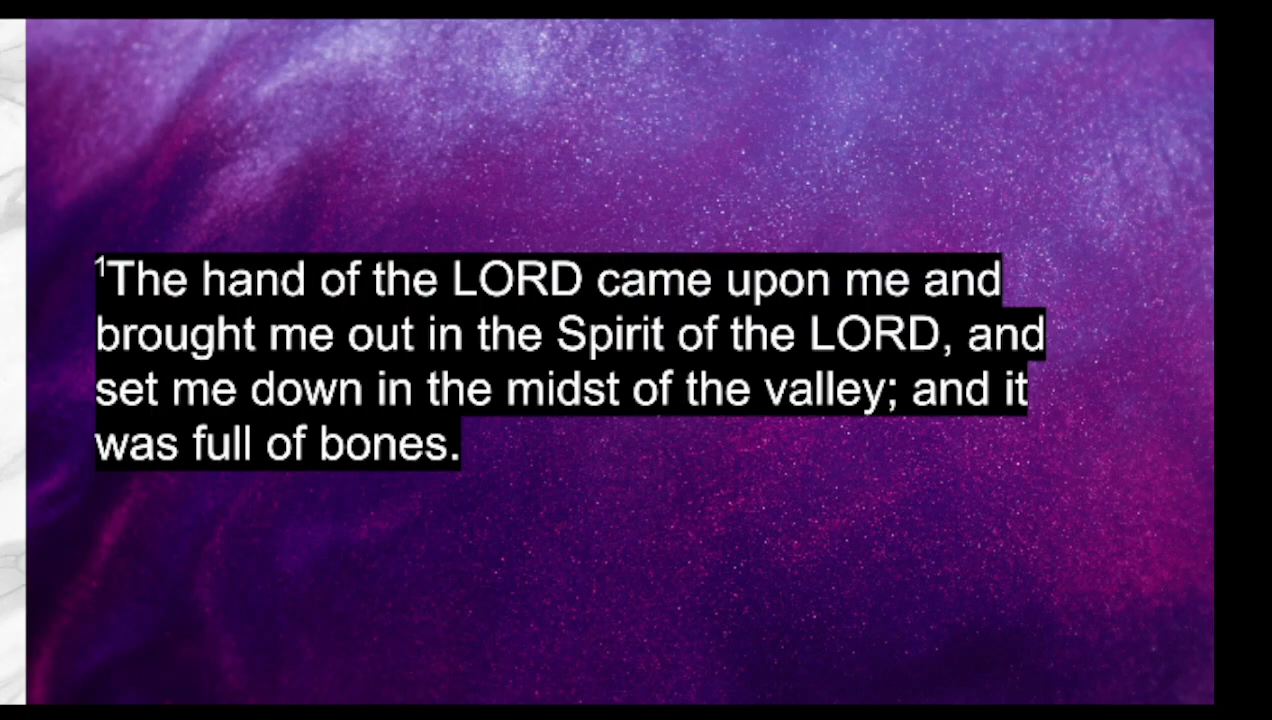 ¹The hand of the LORD came upon me and
brought me out in the Spirit of the LORD, and
set me down in the midst of the valley; and it
was full of bones.